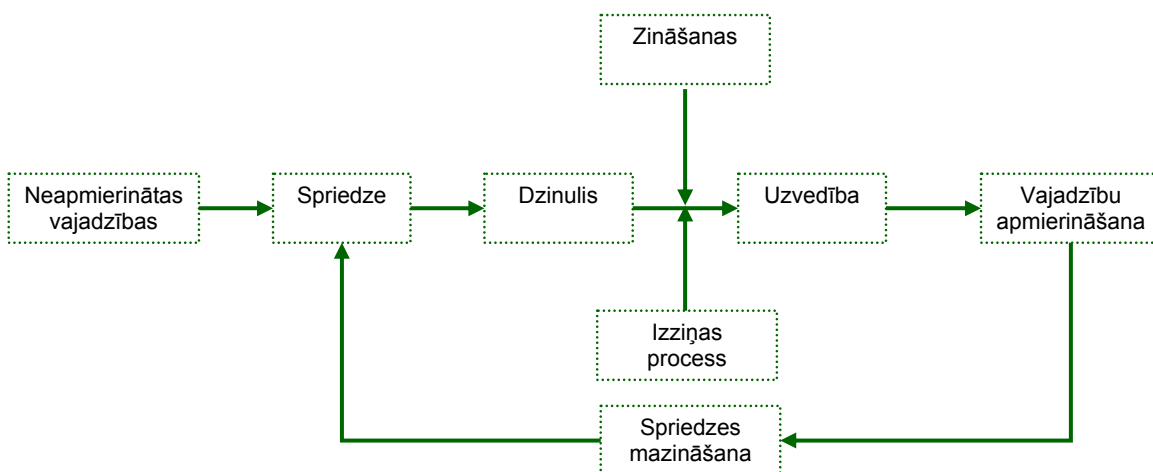 Zināšanas
Neapmierinātas
vajadzības
Spriedze
Dzinulis
Uzvedība
Vajadzību
apmierināšana
Izziņas
process
Spriedzes
mazināšana